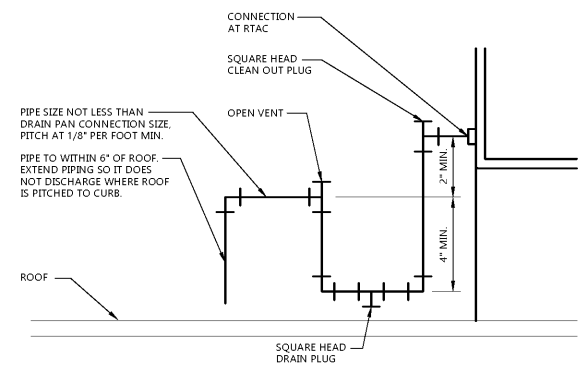 CONNECTION
AT RTAC
SQUARE HEAD
CLEAN OUT PLUG
PIPE SIZE NOT LESS THAN
DRAIN PAN CONNECTION SIZE,
PITCH AT 1/8" PER FOOT MIN.
OPEN VENT
PIPE TO WITHIN 6" OF ROOF.
EXTEND PIPING SO IT DOES
NOT DISCHARGE WHERE ROOF
IS PITCHED TO CURB.
2" MIN.
4" MIN.
ROOF
SQUARE HEAD
DRAIN PLUG